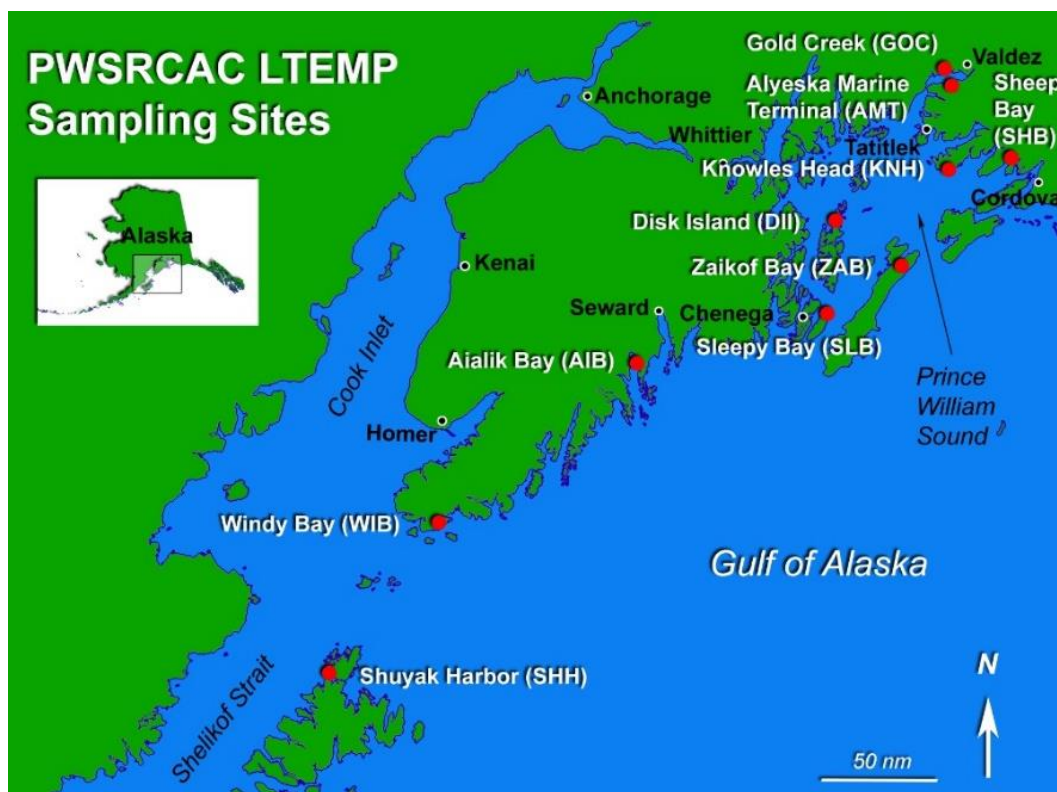 PWSRCAC LTEMP
Sampling Sites
Alaska
Gold Creek (GOC)
Valdez
Alyeska Marine
Terminal (AMT)
Sheep
Bay
(SHB)
Anchorage
Whittier
Tatitlek
Knowles Head (KNH)
Cordova
Disk Island (DII)
Kenai
Zaikof Bay (ZAB)
Seward
Chenega
Sleepy Bay (SLB)
Aialik Bay (AIB)
Cook Inlet
Prince
William
Sound
Homer
Windy Bay (WIB)
Gulf of Alaska
Shuyak Harbor (SHH)
Shelikof Strait
N
50 nm